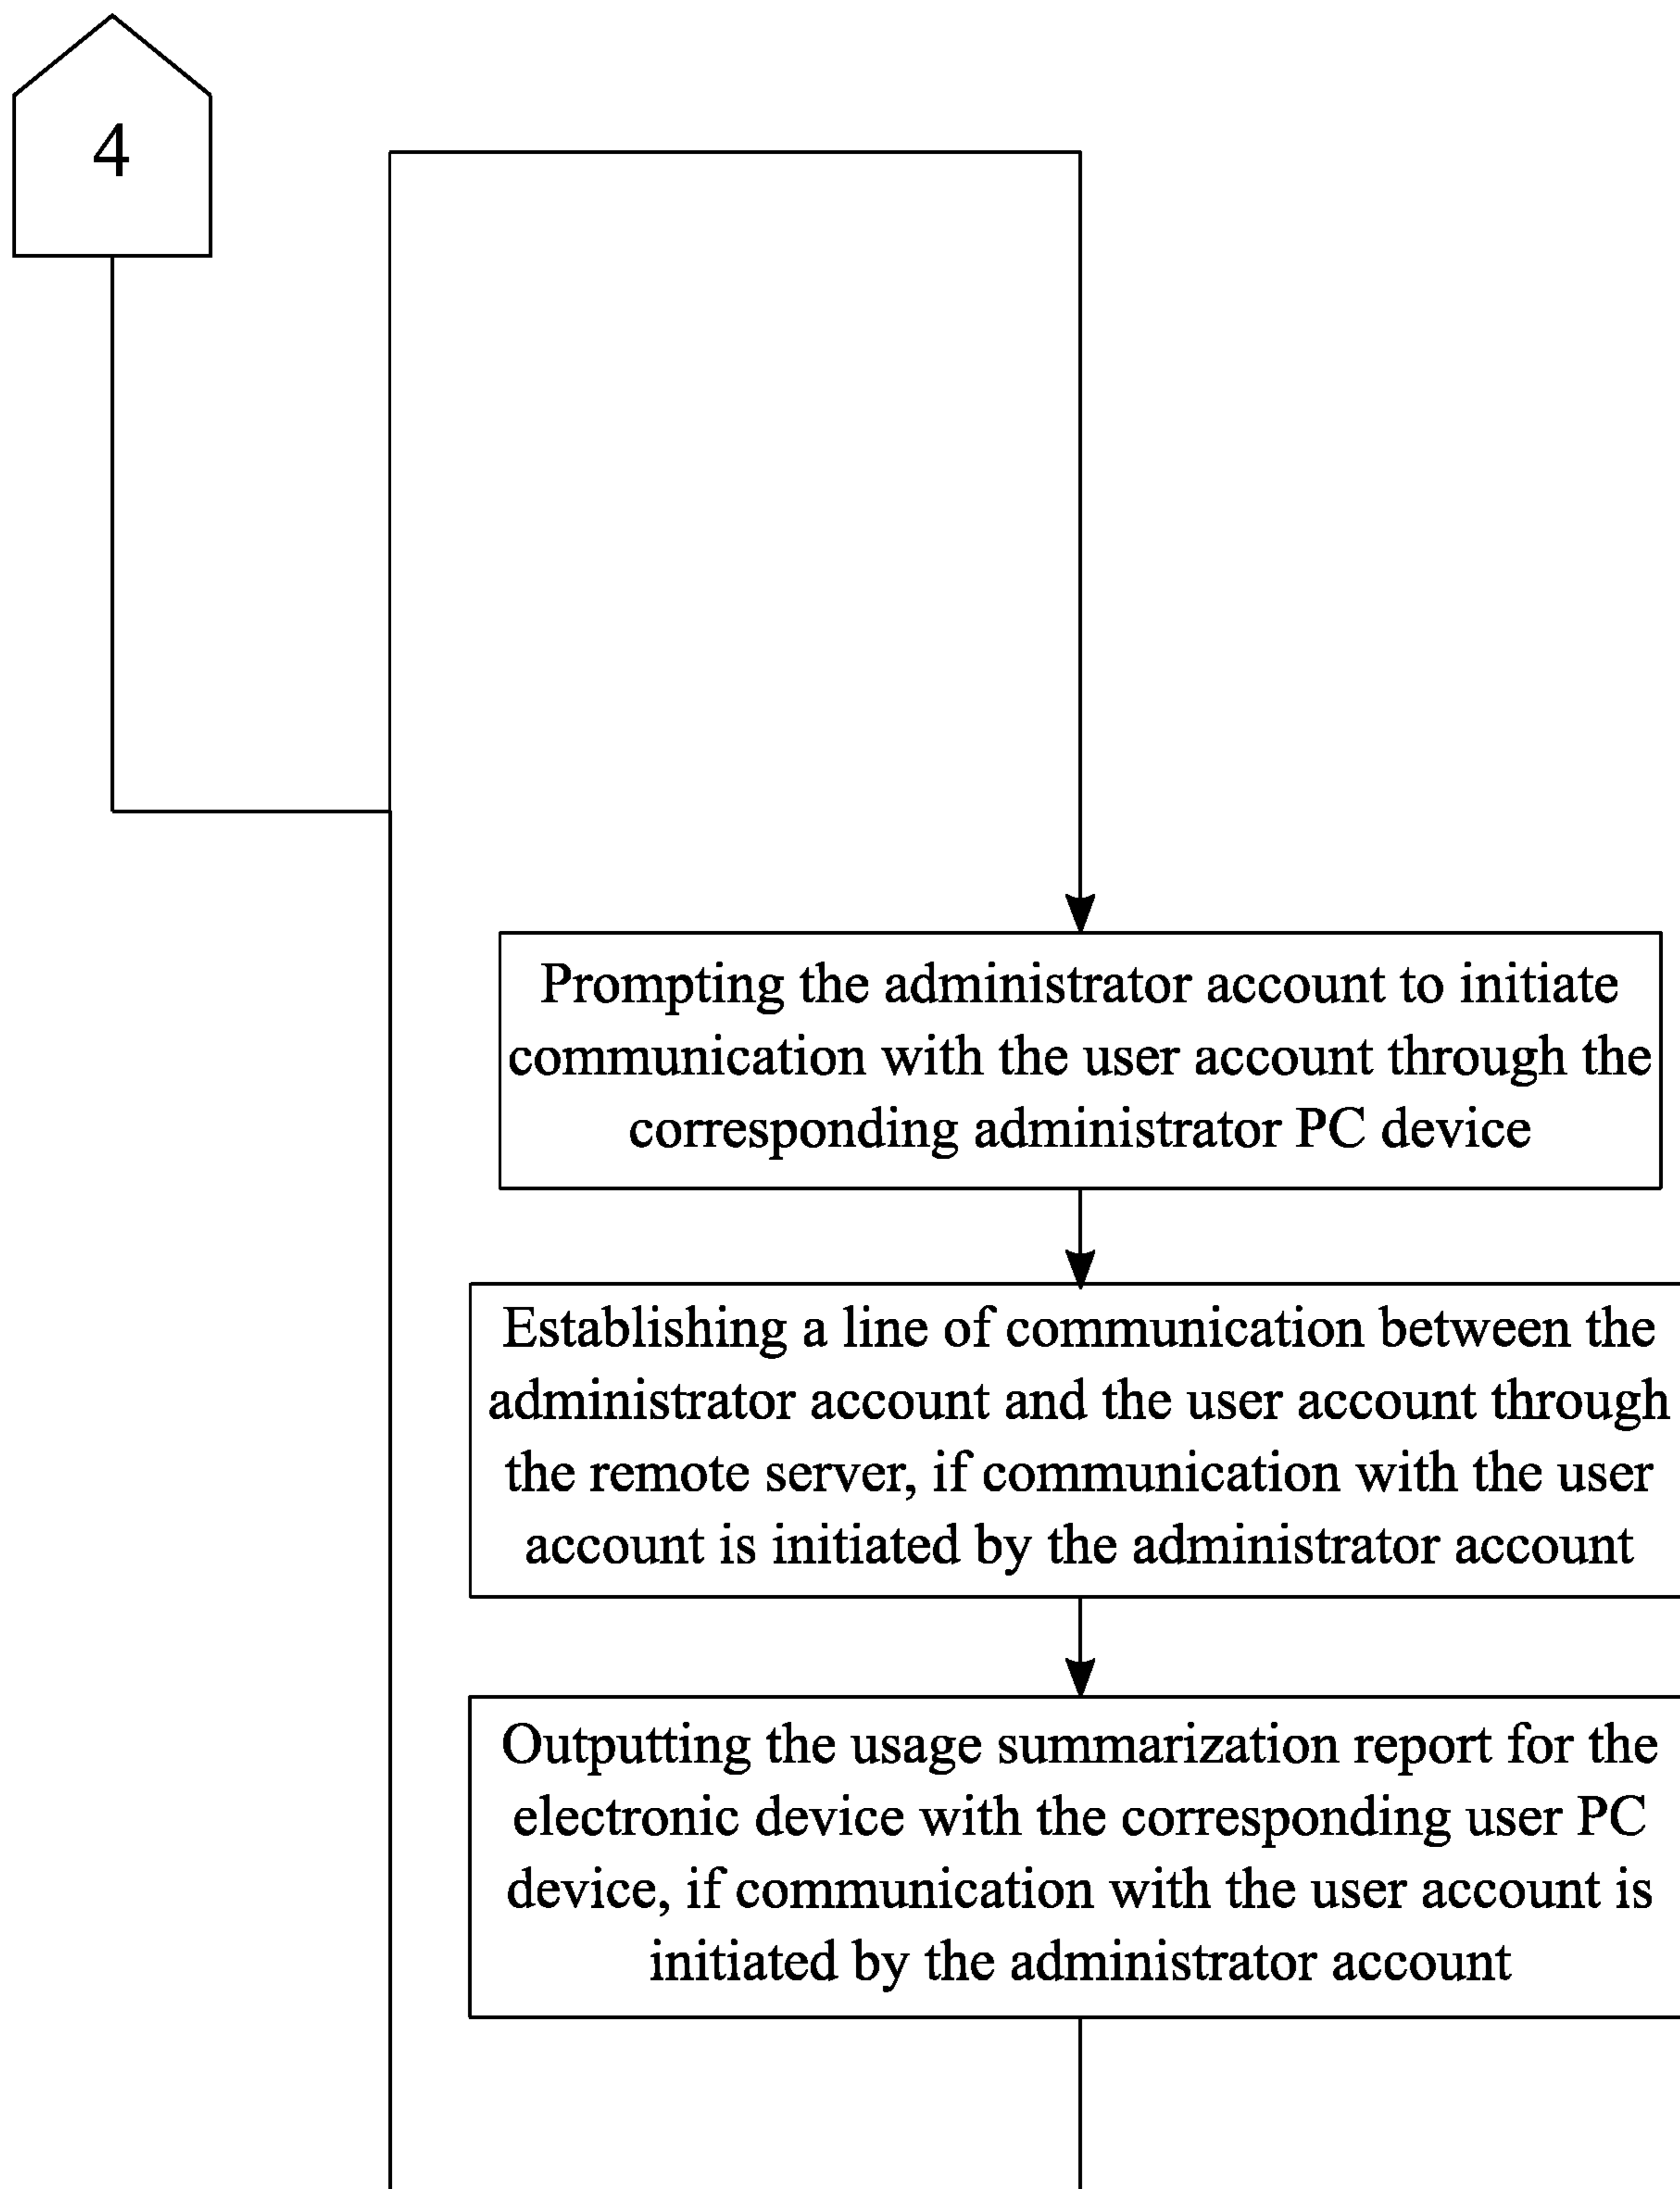 4
Prompting the administrator account to initiate
communication with the user account through the
corresponding administrator PC device
Establishing a line of communication between the
administrator account and the user account through
the remote server, if communication with the user
account is initiated by the administrator account
Outputting the usage summarization report for the
electronic device with the corresponding user PC
device, if communication with the user account is
initiated by the administrator account